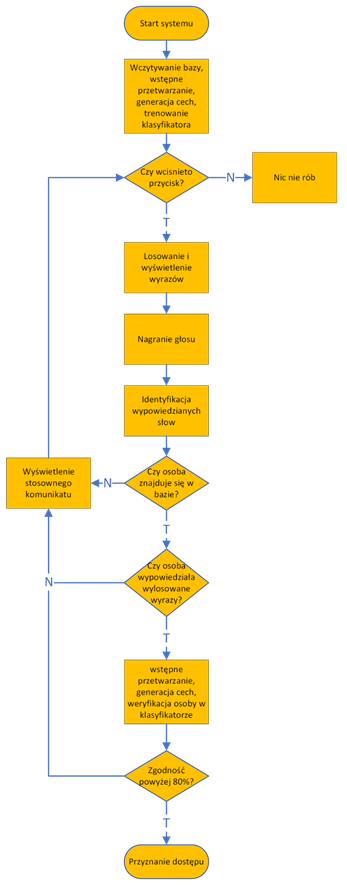 Start systemu
Wczytywanie bazy,
wstępne
przetwarzanie,
generacja cech,
trenowanie
klasyfikatora
Czy wcisnieto
przycisk?
N
Nic nie rób
T
Losowanie i
wyświetlenie
wyrazów
Nagranie głosu
Identyfikacja
wypowiedzianych
słow
Czy osoba
znajduje się w
bazie?
N
Wyświetlenie
stosownego
komunikatu
T
Czy osoba
wypowiedziała
wylosowane
wyrazy?
N
T
wstępne
przetwarzanie,
generacja cech,
weryfikacja osoby w
klasyfikatorze
Zgodność
powyżej 80%?
T
Przyznanie dostępu